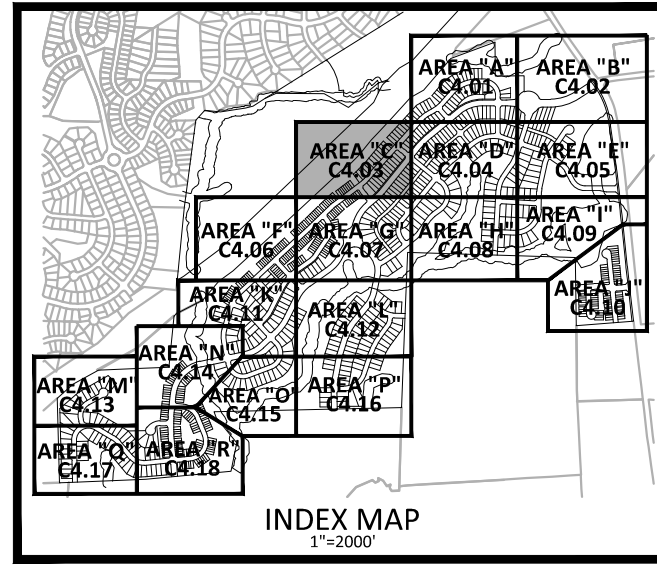 AREA "A"
C4.01
AREA "B"
C4.02
AREA "C"
C4.03
AREA "D"
C4.04
AREA "E"
C4.05
AREA "F"
C4.06
AREA "G"
C4.07
AREA "H"
C4.08
AREA "I"
C4.09
AREA "J"
C4.10
AREA "K"
C4.11
AREA "L"
C4.12
AREA "M"
C4.13
AREA "N"
C4.14
AREA "O"
C4.15
AREA "P"
C4.16
AREA "Q"
C4.17
AREA "R"
C4.18
INDEX MAP
1"=2000'